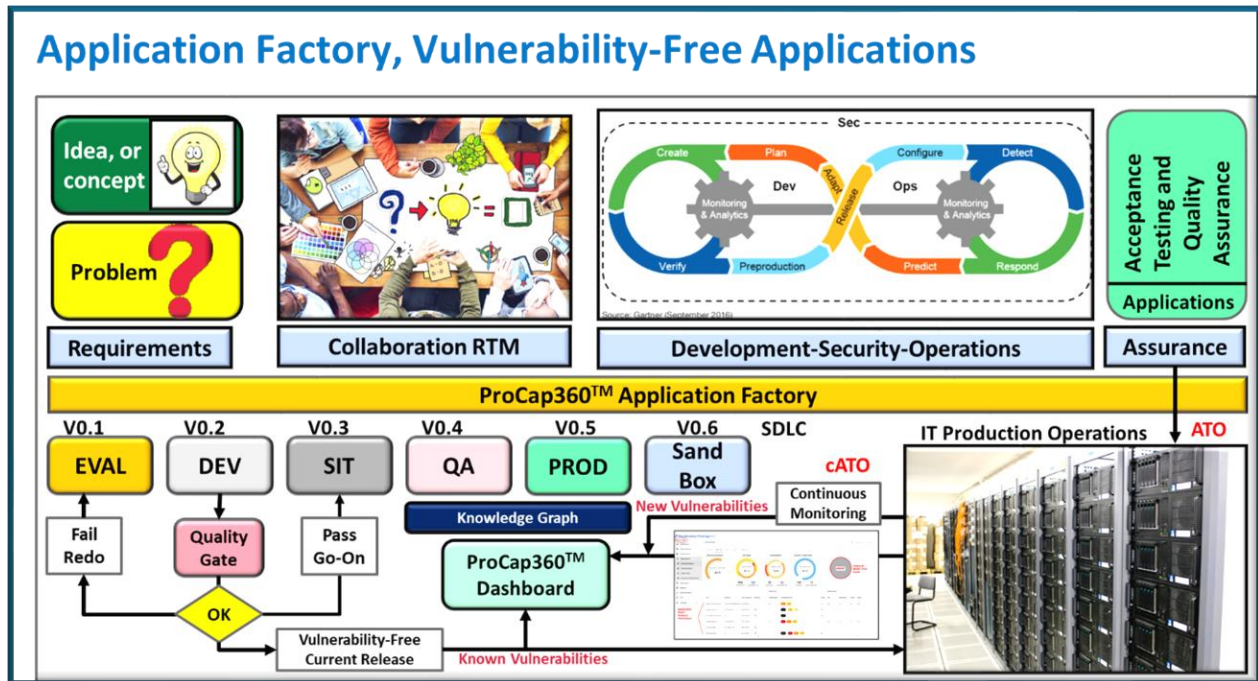 Application Factory, Vulnerability-Free Applications
Idea, or
concept
Problem
Requirements
Collaboration RTM
Sec
Create
Plan
Adapt
Configure
Detect
Dev
Ops
Monitoring
& Analytics
Release
Monitoring
& Analytics
Verify
Preproduction
Predict
Respond
Source: Gartner (September 2016)
Development-Security-Operations
Acceptance
Testing and
Quality
Assurance
Applications
Assurance
ProCap360TM Application Factory
V0.1
V0.2
V0.3
V0.4
V0.5
V0.6
SDLC
EVAL
DEV
SIT
QA
PROD
Sand
Box
IT Production Operations
ATO
cATO
Continuous
Monitoring
New Vulnerabilities
Knowledge Graph
Fail
Redo
Quality
Gate
Pass
Go-On
ProCap360TM
Dashboard
OK
Vulnerability-Free
Current Release
Known Vulnerabilities